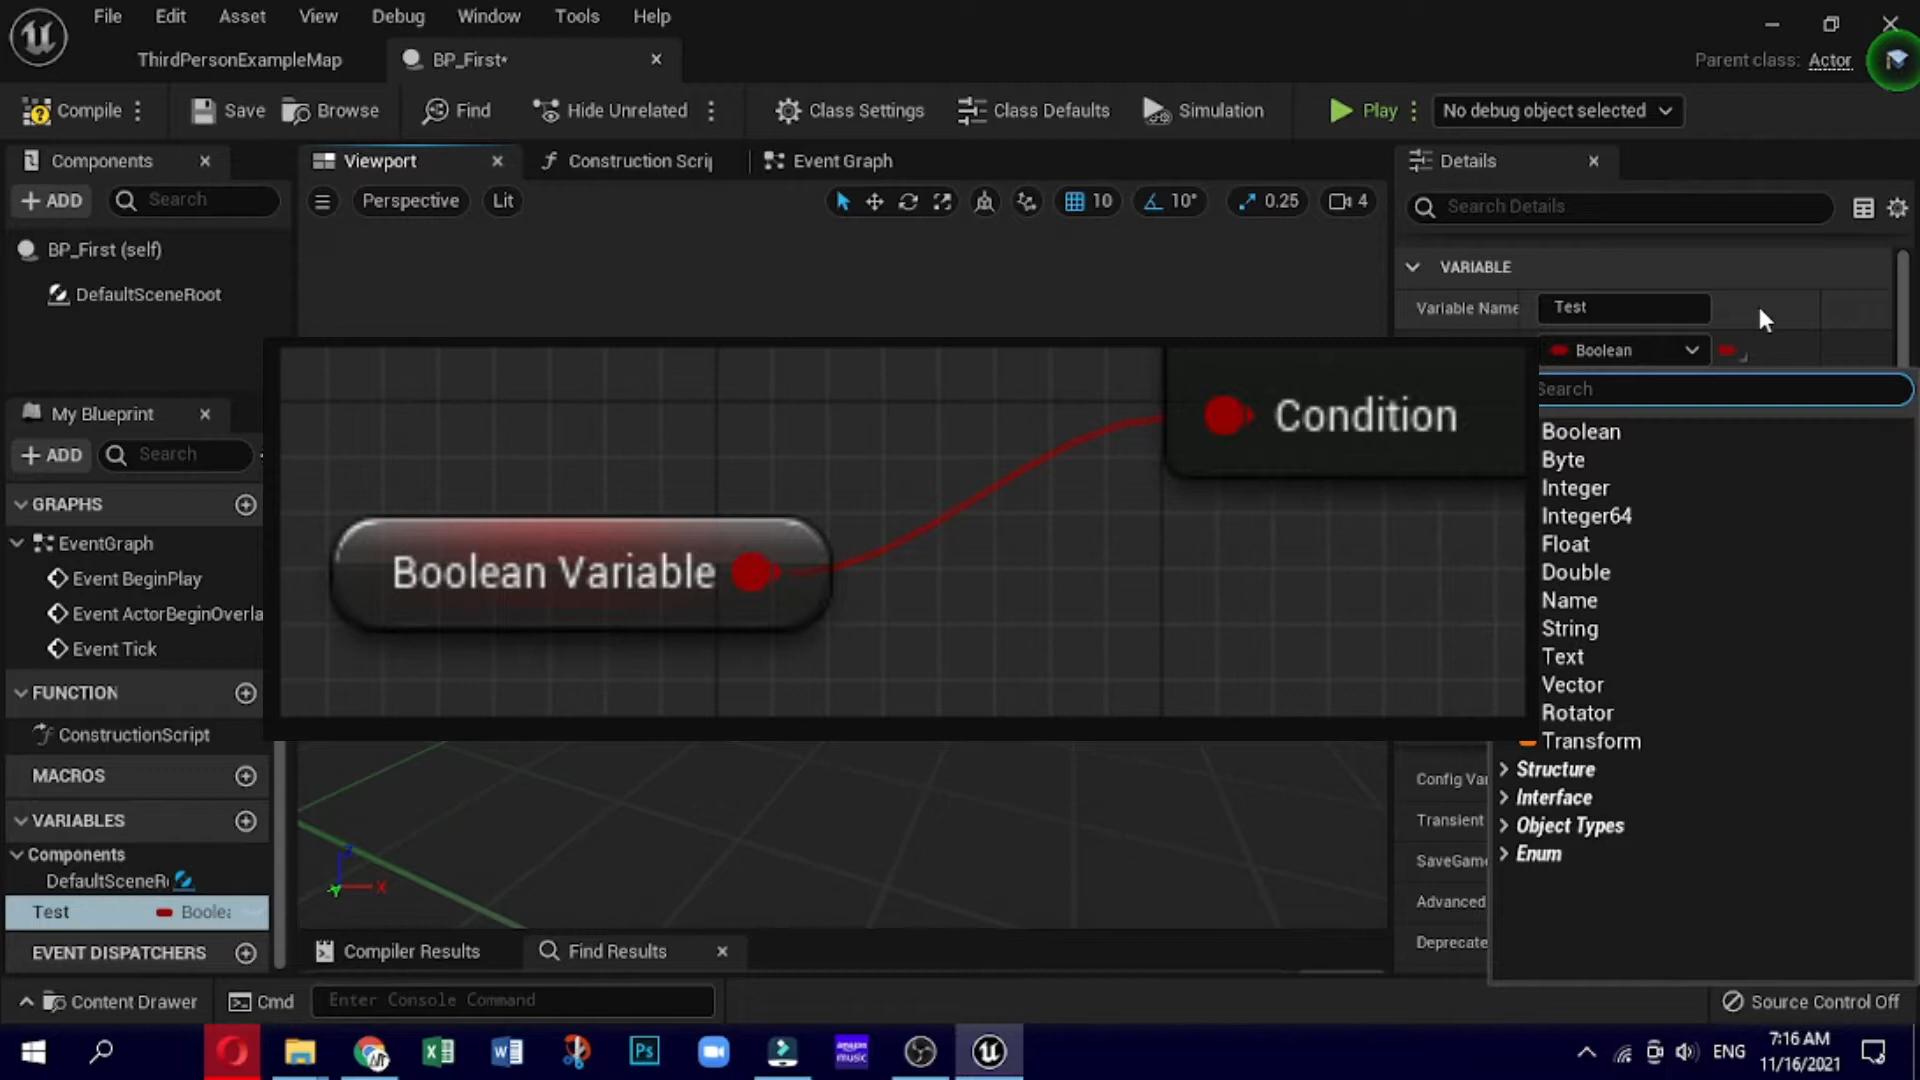 File Edit Asset View Debug Window Tools Help
ThirdPersonExampleMap BP_First• Parent class: Actor
Compile Save Browse Find Hide Unrelated Class Settings Class Defaults Simulation Play No debug object selected
Components Viewport Construction Scrip Event Graph Details
ADD Search Perspective Lit 10 10° 0.25 4 Search Details
BP_First (self)
DefaultSceneRoot
VARIABLE
Variable Name Test
Boolean
Search
My Blueprint
ADD Search
Condition
Boolean Variable
GRAPHS
EventGraph
Event BeginPlay
Event ActorBeginOverla
Event Tick
FUNCTION
ConstructionScript
MACROS
VARIABLES
Components
DefaultSceneR
Test Boolea
EVENT DISPATCHERS
Boolean
Byte
Integer
Integer64
Float
Double
Name
String
Text
Vector
Rotator
Transform
Structure
Interface
Object Types
Enum
Config Va
Transient
SaveGam
Advanced
Deprecate
X
Compiler Results Find Results
Content Drawer Cmd Enter Console Command Source Control Off
Ps amazon music ENG 7:16 AM
11/16/2021